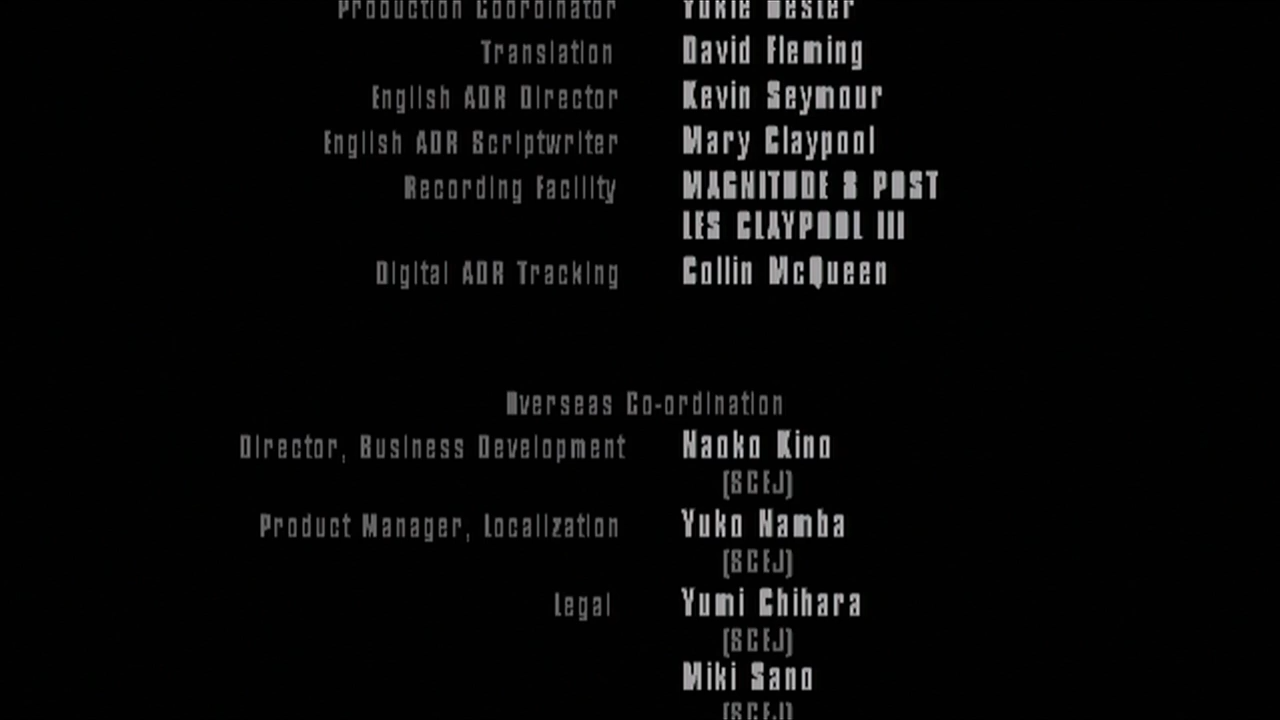 Production Coordinator Yukie Nester
Translation David Fleming
English ADR Director Kevin Seymour
English ADR Scriptwriter Mary Claypool
Recording Facility MAGNITUDE 8 POST
LES CLAYPOOL III
Digital ADR Tracking Collin McQueen
Overseas Co-ordination
Director, Business Development Naoko Kino
(SCEJ)
Product Manager, Localization Yuko Namba
(SCEJ)
Legal Yumi Chihara
(SCEJ)
Miki Sano
(SCEJ)